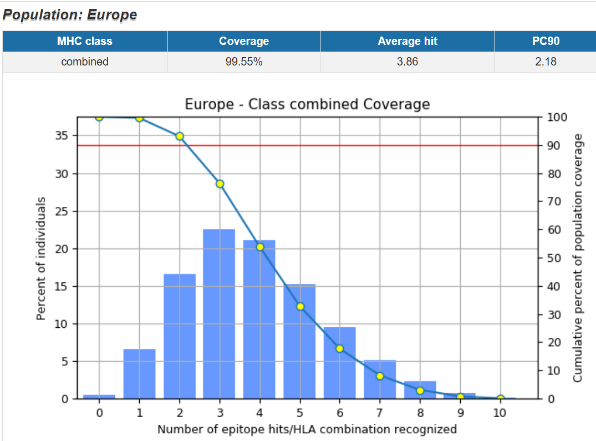 Population: Europe
MHC class Coverage Average hit PC90
combined 99.55% 3.86 2.18
Europe - Class combined Coverage
35
30
25
20
15
10
5
0
Percent of individuals
100
90
80
70
60
50
40
30
20
10
0
Cumulative percent of population coverage
0 1 2 3 4 5 6 7 8 9 10
Number of epitope hits/HLA combination recognized